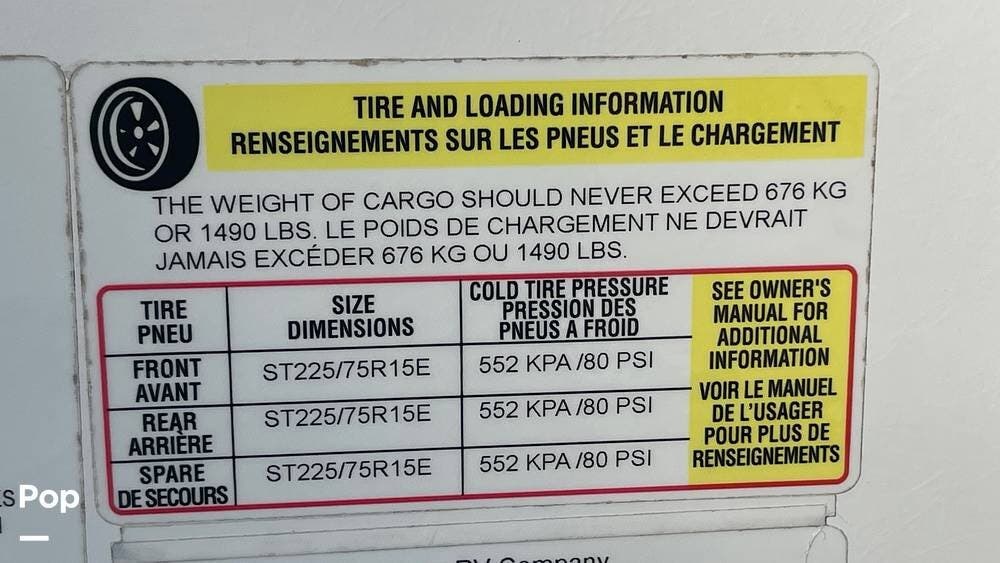 TIRE AND LOADING INFORMATION
RENSEIGNEMENTS SUR LES PNEUS ET LE CHARGEMENT
THE WEIGHT OF CARGO SHOULD NEVER EXCEED 676 KG
OR 1490 LBS. LE POIDS DE CHARGEMENT NE DEVRAIT
JAMAIS EXCÉDER 676 KG OU 1490 LBS.
TIRE
PNEU
SIZE
DIMENSIONS
COLD TIRE PRESSURE
PRESSION DES
PNEUS A FROID
FRONT
AVANT
ST225/75R15E
552 KPA /80 PSI
REAR
ARRIÈRE
ST225/75R15E
552 KPA /80 PSI
SPARE
DE SECOURS
ST225/75R15E
552 KPA /80 PSI
SEE OWNER'S
MANUAL FOR
ADDITIONAL
INFORMATION
VOIR LE MANUEL
DE L'USAGER
POUR PLUS DE
RENSEIGNEMENTS
Pop
RV Company